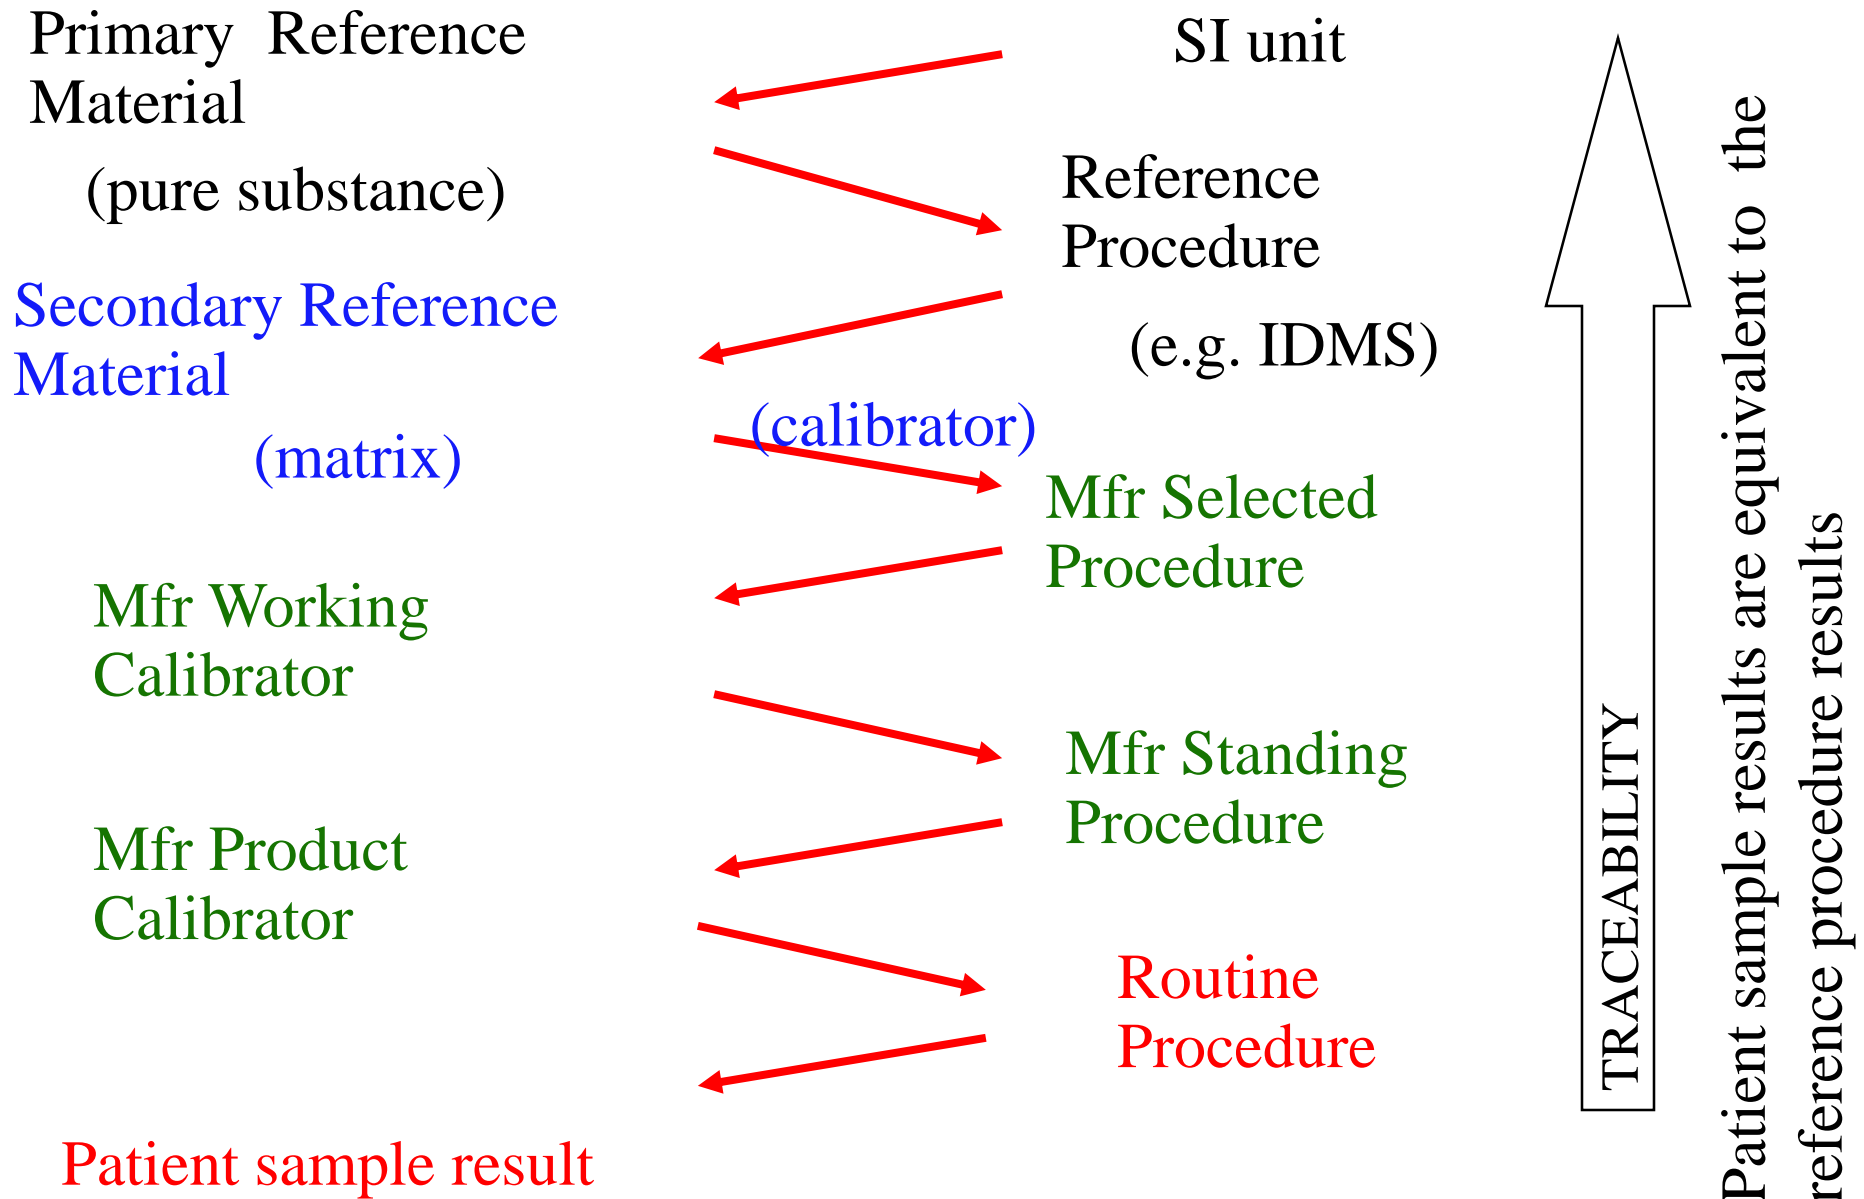 Primary Reference
Material
(pure substance)
SI unit
Reference
Procedure
(e.g. IDMS)
Secondary Reference
Material
(matrix)
(calibrator)
Mfr Selected
Procedure
Mfr Working
Calibrator
Mfr Standing
Procedure
Mfr Product
Calibrator
Routine
Procedure
Patient sample result
TRACEABILITY
Patient sample results are equivalent to the
reference procedure results